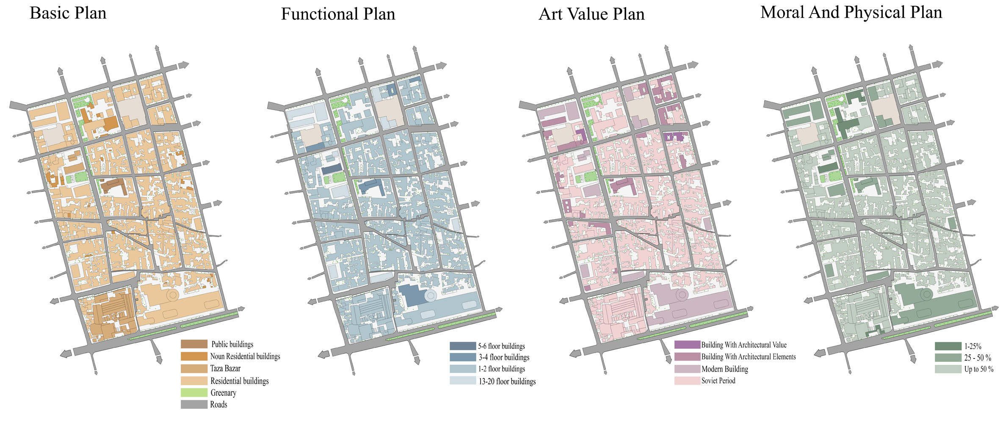 Basic Plan
Functional Plan
Art Value Plan
Moral And Physical Plan
Public buildings
Noun Residential buildings
Taza Bazar
Residential buildings
Greenary
Roads
5-6 floor buildings
3-4 floor buildings
1-2 floor buildings
13-20 floor buildings
Building With Architectural Value
Building With Architectural Elements
Modern Building
Soviet Period
1-25%
25 - 50 %
Up to 50 %